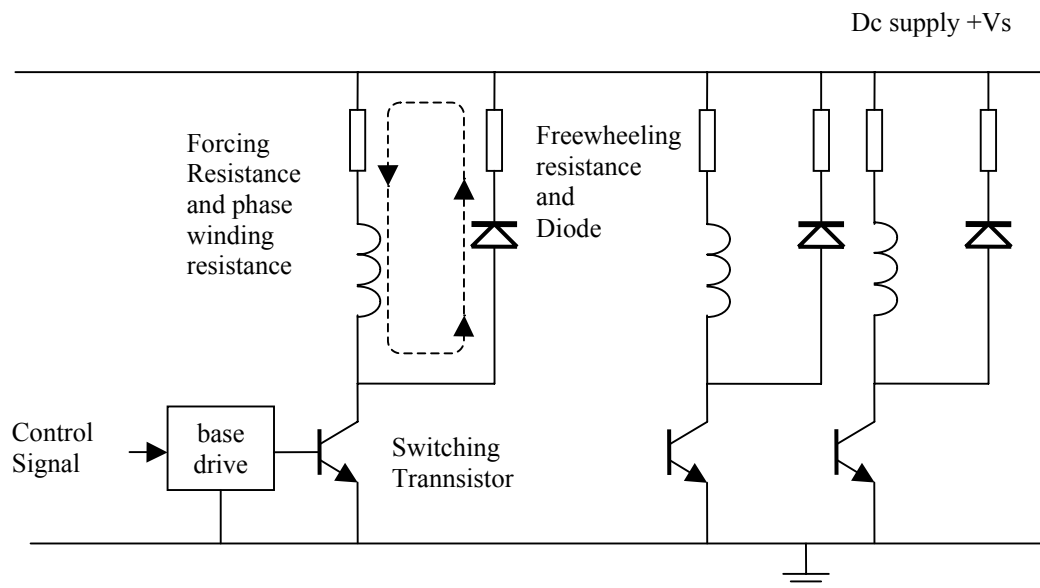 Dc supply +Vs
Forcing
Resistance
and phase
winding
resistance
Freewheeling
resistance
and
Diode
Control
Signal
base
drive
Switching
Trannsistor